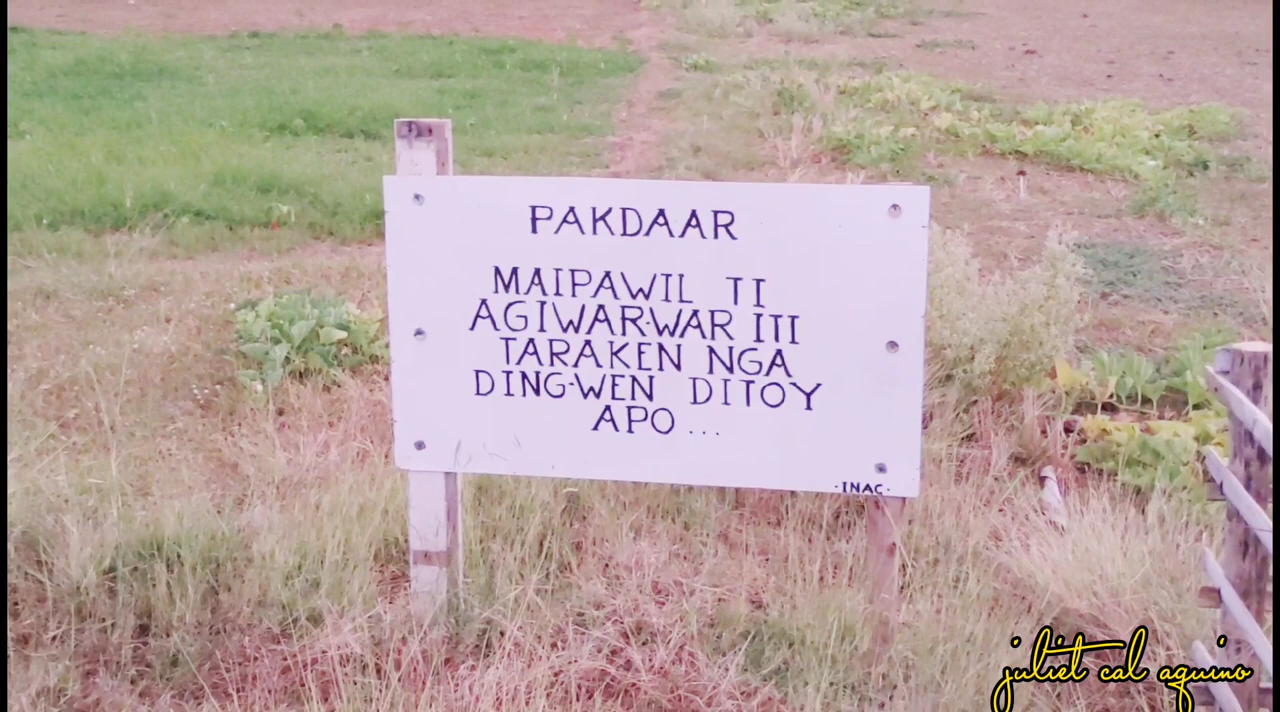 PAKDAAR
MAIPAWIL TI
AGIWAR-WAR ITI
TARAKEN NGA
DING-WEN DITOY
APO ...
·INAC·
juliet cal aquino